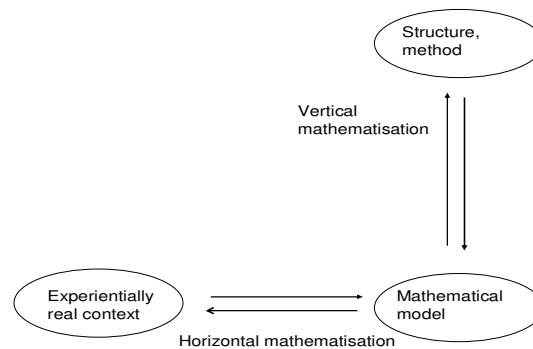 Structure,
method
Vertical
mathematisation
Experientially
real context
Mathematical
model
Horizontal mathematisation